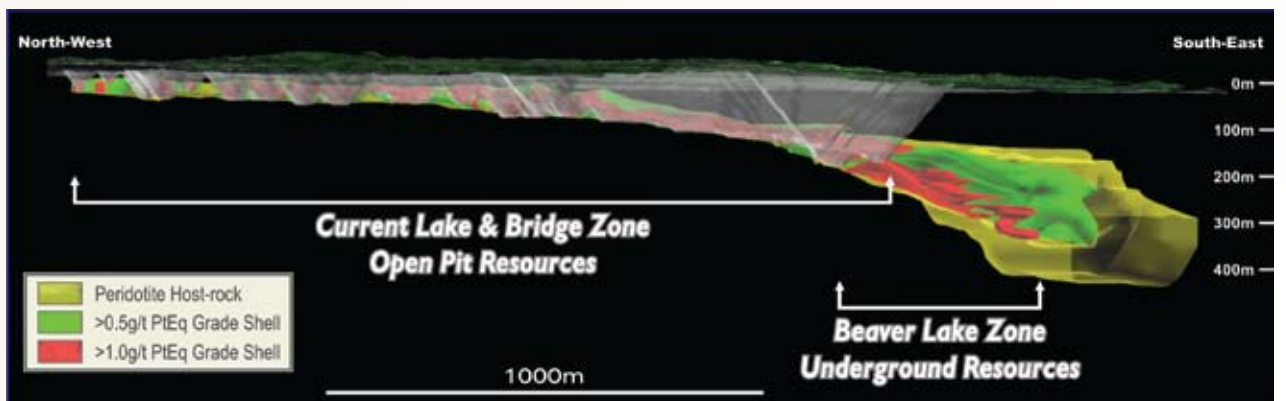 North-West
South-East
0m
100m
200m
300m
400m
Current Lake & Bridge Zone
Open Pit Resources
Beaver Lake Zone
Underground Resources
Peridotite Host-rock
>0.5g/t PtEq Grade Shell
>1.0g/t PtEq Grade Shell
1000m